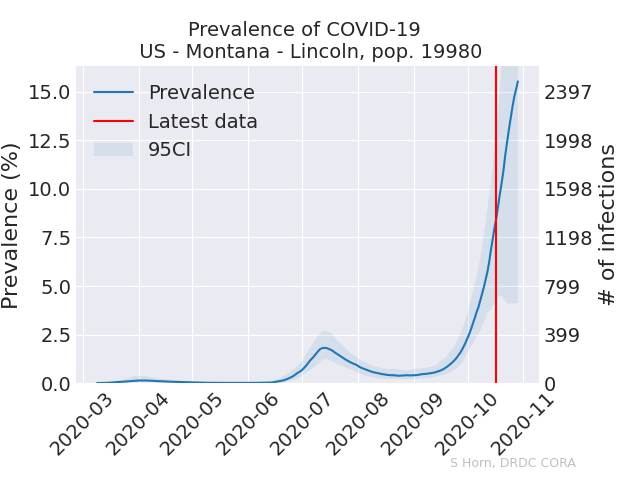 Prevalence of COVID-19
US - Montana - Lincoln, pop. 19980
Prevalence
Latest data
95CI
Prevalence (%)
15.0
12.5
10.0
7.5
5.0
2.5
0.0
2397
1998
1598
1198
799
399
0
# of infections
2020-03
2020-04
2020-05
2020-06
2020-07
2020-08
2020-09
2020-10
2020-11
S Horn, DRDC CORA